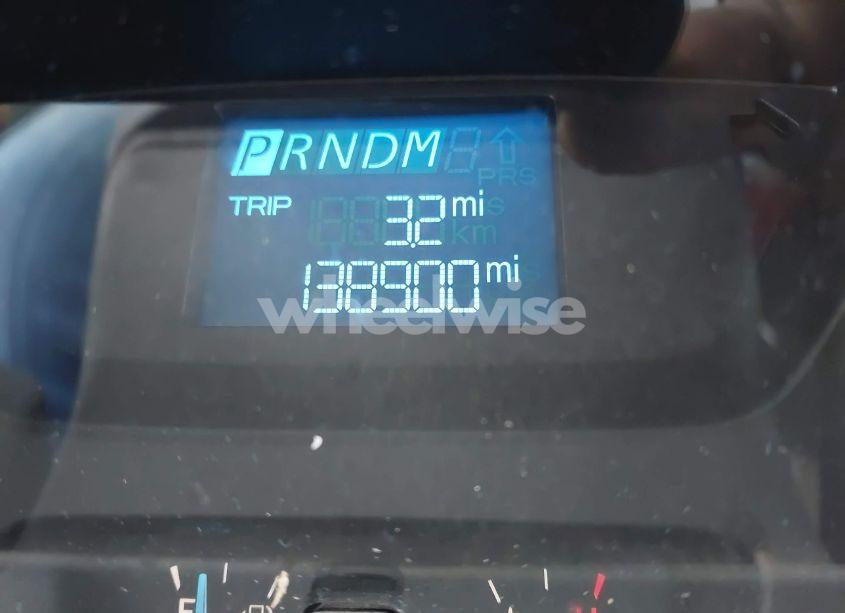 PRNDM
TRIP 3.2 mi
138900 mi
wheelwise
E